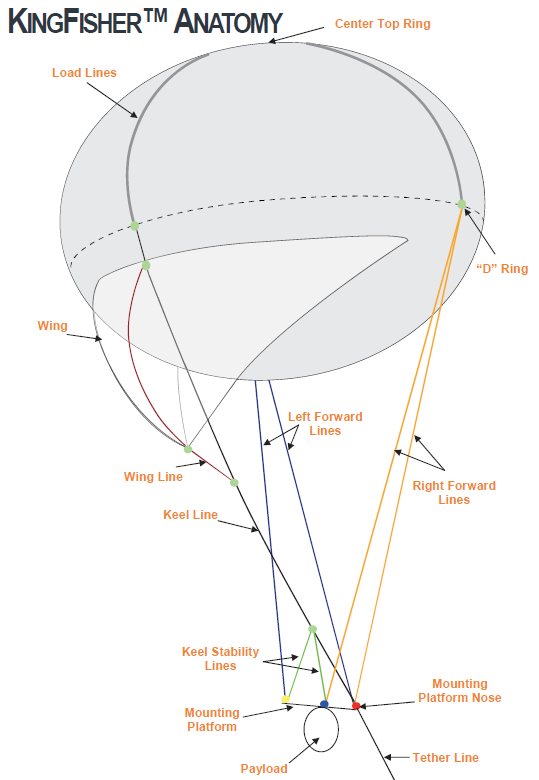 KINGFISHER™ ANATOMY
Center Top Ring
Load Lines
"D" Ring
Wing
Left Forward
Lines
Wing Line
Right Forward
Lines
Keel Line
Keel Stability
Lines
Mounting
Platform Nose
Mounting
Platform
Tether Line
Payload